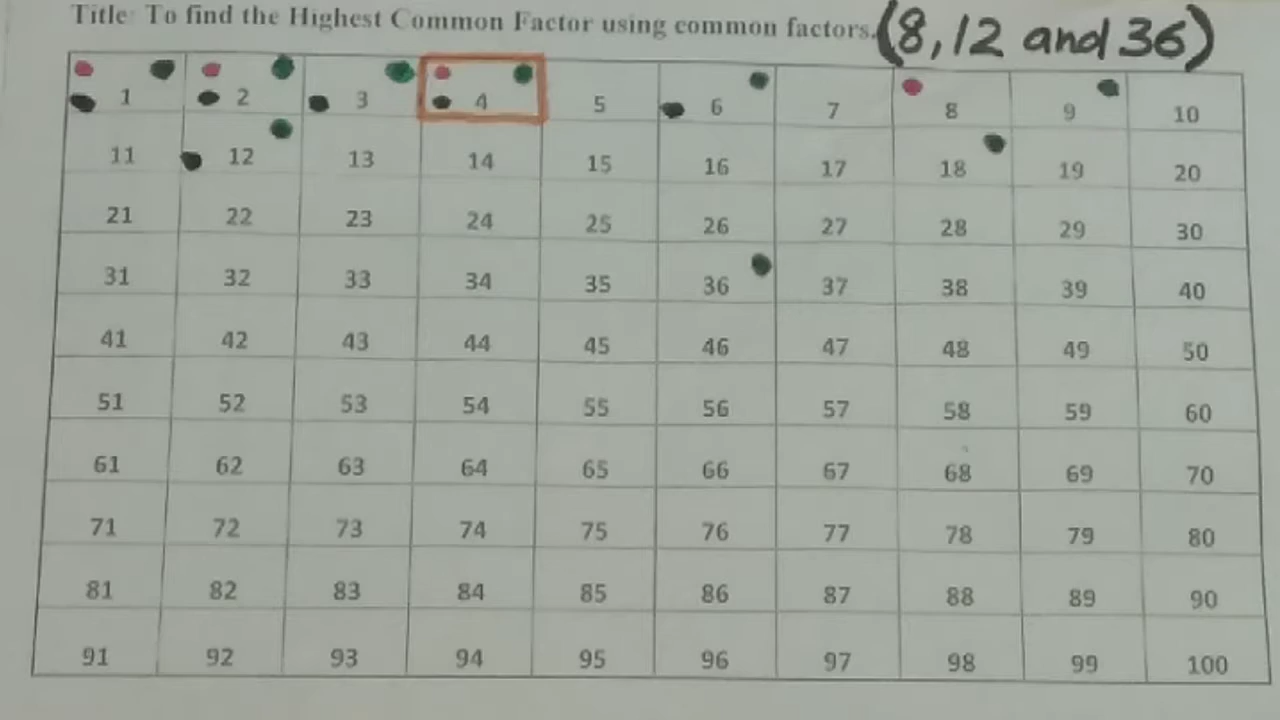 Title: To find the Highest Common Factor using common factors. (8, 12 and 36)
1 2 3 4 5 6 7 8 9 10
11 12 13 14 15 16 17 18 19 20
21 22 23 24 25 26 27 28 29 30
31 32 33 34 35 36 37 38 39 40
41 42 43 44 45 46 47 48 49 50
51 52 53 54 55 56 57 58 59 60
61 62 63 64 65 66 67 68 69 70
71 72 73 74 75 76 77 78 79 80
81 82 83 84 85 86 87 88 89 90
91 92 93 94 95 96 97 98 99 100